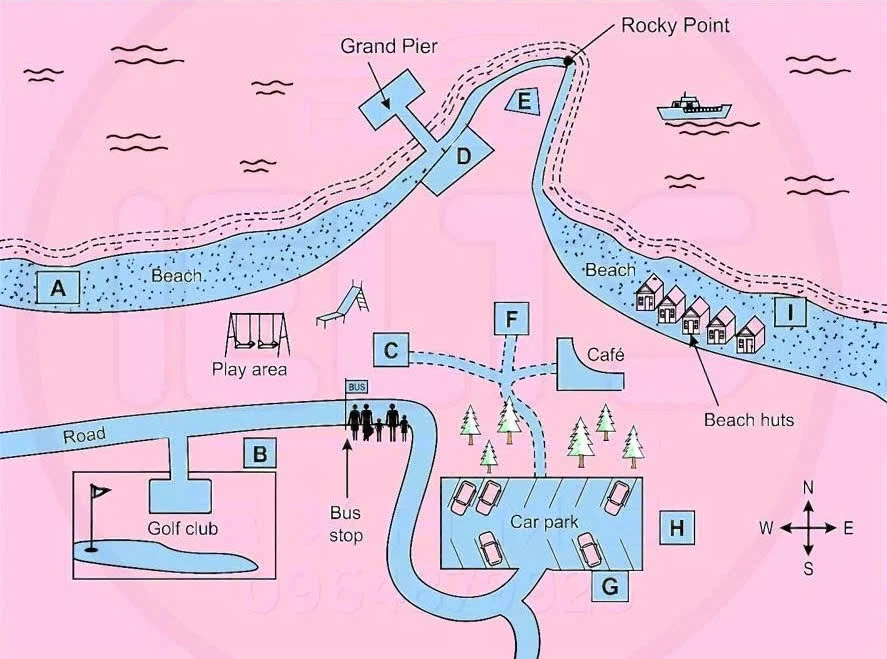 Rocky Point
Grand Pier
E
D
A
Beach
Beach
I
F
C
Café
Play area
BUS
Beach huts
Road
B
N
W
E
S
Golf club
Bus
stop
Car park
H
G